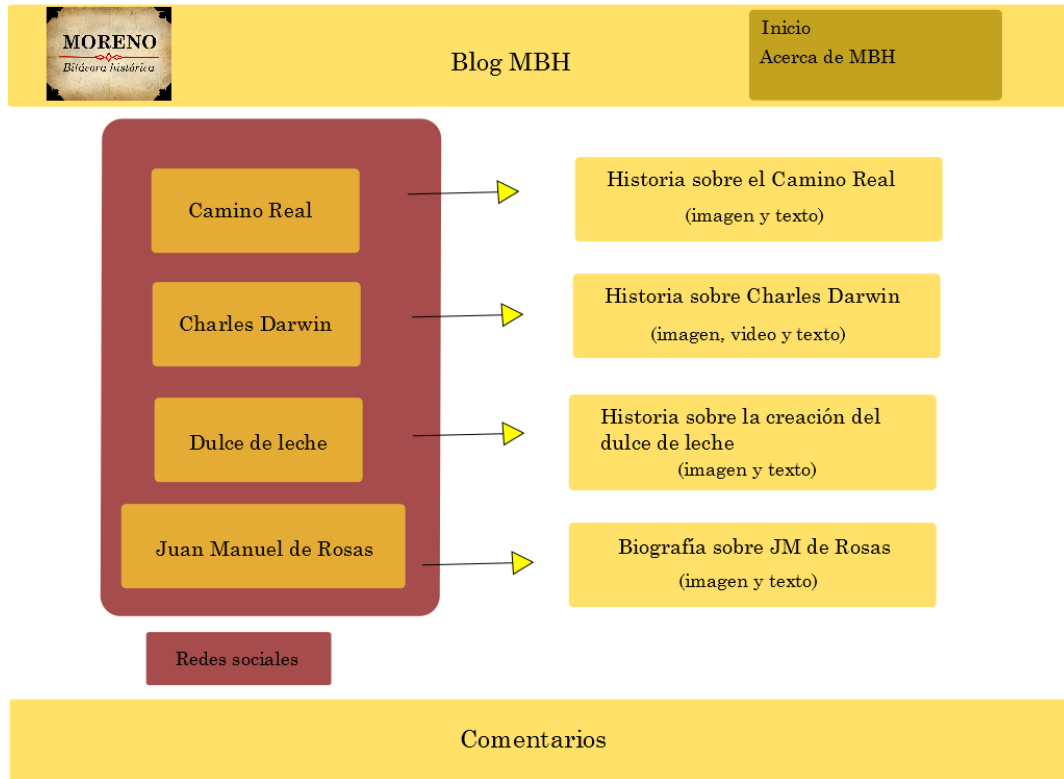 MORENO
Bitácora histórica
Blog MBH
Inicio
Acerca de MBH
Camino Real
Historia sobre el Camino Real
(imagen y texto)
Charles Darwin
Historia sobre Charles Darwin
(imagen, video y texto)
Dulce de leche
Historia sobre la creación del
dulce de leche
(imagen y texto)
Juan Manuel de Rosas
Biografía sobre JM de Rosas
(imagen y texto)
Redes sociales
Comentarios